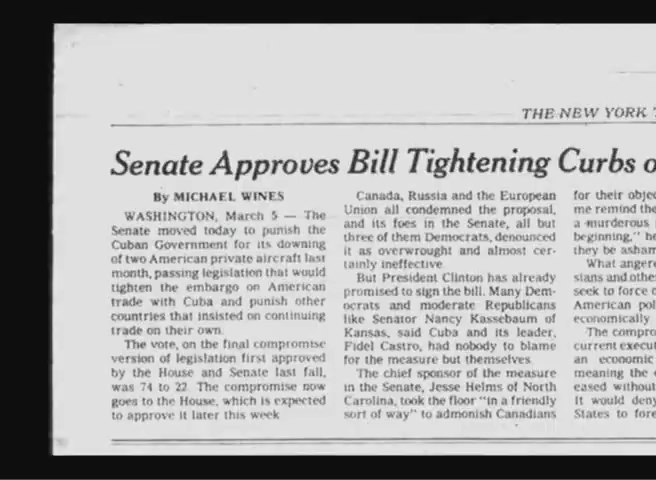 THE NEW YORK
Senate Approves Bill Tightening Curbs
By MICHAEL WINES
WASHINGTON, March 5 — The
Senate moved today to punish the
Cuban Government for its downing
of two American private aircraft last
month, passing legislation that would
tighten the embargo on American
trade with Cuba and punish other
countries that insisted on continuing
trade on their own.
The vote, on the final compromise
version of legislation first approved
by the House and Senate last fall,
was 74 to 22. The compromise now
goes to the House, which is expected
to approve it later this week.
Canada, Russia and the European
Union all condemned the proposal,
and its foes in the Senate, all but
three of them Democrats, denounced
it as overwrought and almost cer-
tainly ineffective.
But President Clinton has already
promised to sign the bill. Many Dem-
ocrats and moderate Republicans
like Senator Nancy Kassebaum of
Kansas, said Cuba and its leader,
Fidel Castro, had nobody to blame
for the measure but themselves.
The chief sponsor of the measure
in the Senate, Jesse Helms of North
Carolina, took the floor "in a friendly
sort of way" to admonish Canadians
for their
me remind the
a murderous
beginning,"
they be
What
and
seek to force
American
economically
The
current
an economic
meaning the
eased without
It would
States to